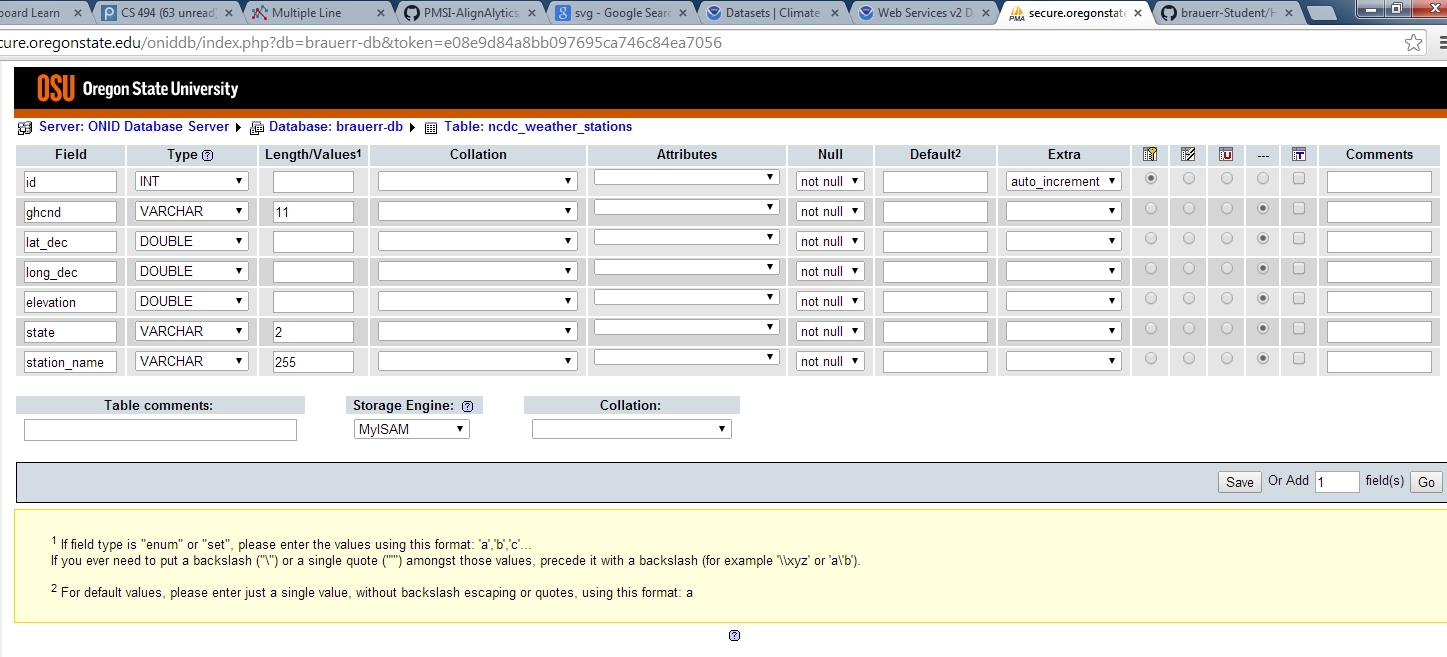 board Learn × CS 494 (63 unread × Multiple Line × PMSI-AlignAlytics × svg - Google Sear × Datasets | Climate × Web Services v2 D × secure.oregonstat × brauerr-Student/H ×
cure.oregonstate.edu/oniddb/index.php?db=brauerr-db&token=e08e9d84a8bb097695ca746c84ea7056
OSU Oregon State University
Server: ONID Database Server ▸ Database: brauerr-db ▸ Table: ncdc_weather_stations
Field Type Length/Values1 Collation Attributes Null Default2 Extra --- Comments
id INT not null auto_increment
ghcnd VARCHAR 11 not null
lat_dec DOUBLE not null
long_dec DOUBLE not null
elevation DOUBLE not null
state VARCHAR 2 not null
station_name VARCHAR 255 not null
Table comments: Storage Engine: Collation:
MyISAM
Save Or Add 1 field(s) Go
1 If field type is "enum" or "set", please enter the values using this format: 'a','b','c'...
If you ever need to put a backslash ("\") or a single quote ("'") amongst those values, precede it with a backslash (for example '\\xyz' or 'a\'b').
2 For default values, please enter just a single value, without backslash escaping or quotes, using this format: a